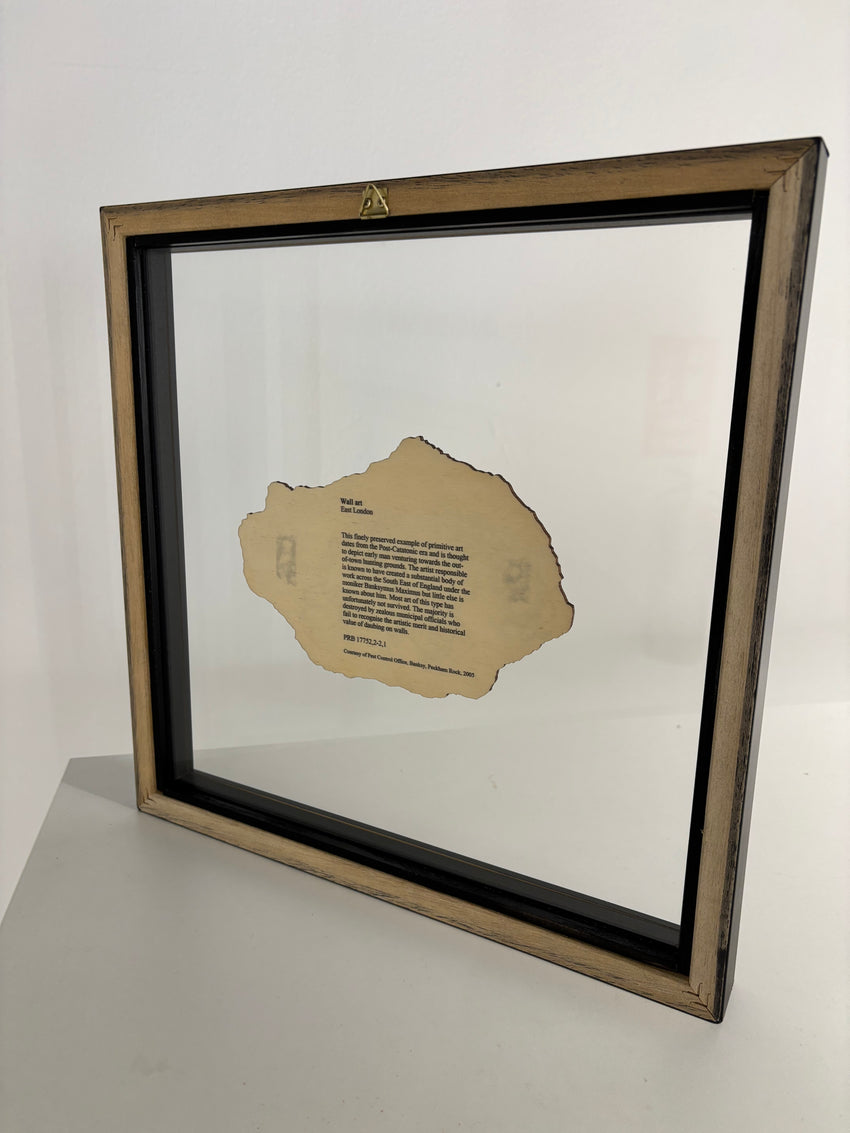 Wall art
East London
This finely preserved example of primitive art
dates from the Post-Catatonic era and is thought
to depict early man venturing towards the out-
of-town hunting grounds. The artist responsible
is known to have created a substantial body of
work across the South East of England under the
moniker Banksymus Maximus but little else is
known about him. Most art of this type has
unfortunately not survived. The majority is
destroyed by zealous municipal officials who
fail to recognise the artistic merit and historical
value of daubing on walls.
PRB 17752,2-2,1
Courtesy of Pest Control Office, Banksy, Peckham Rock, 2005